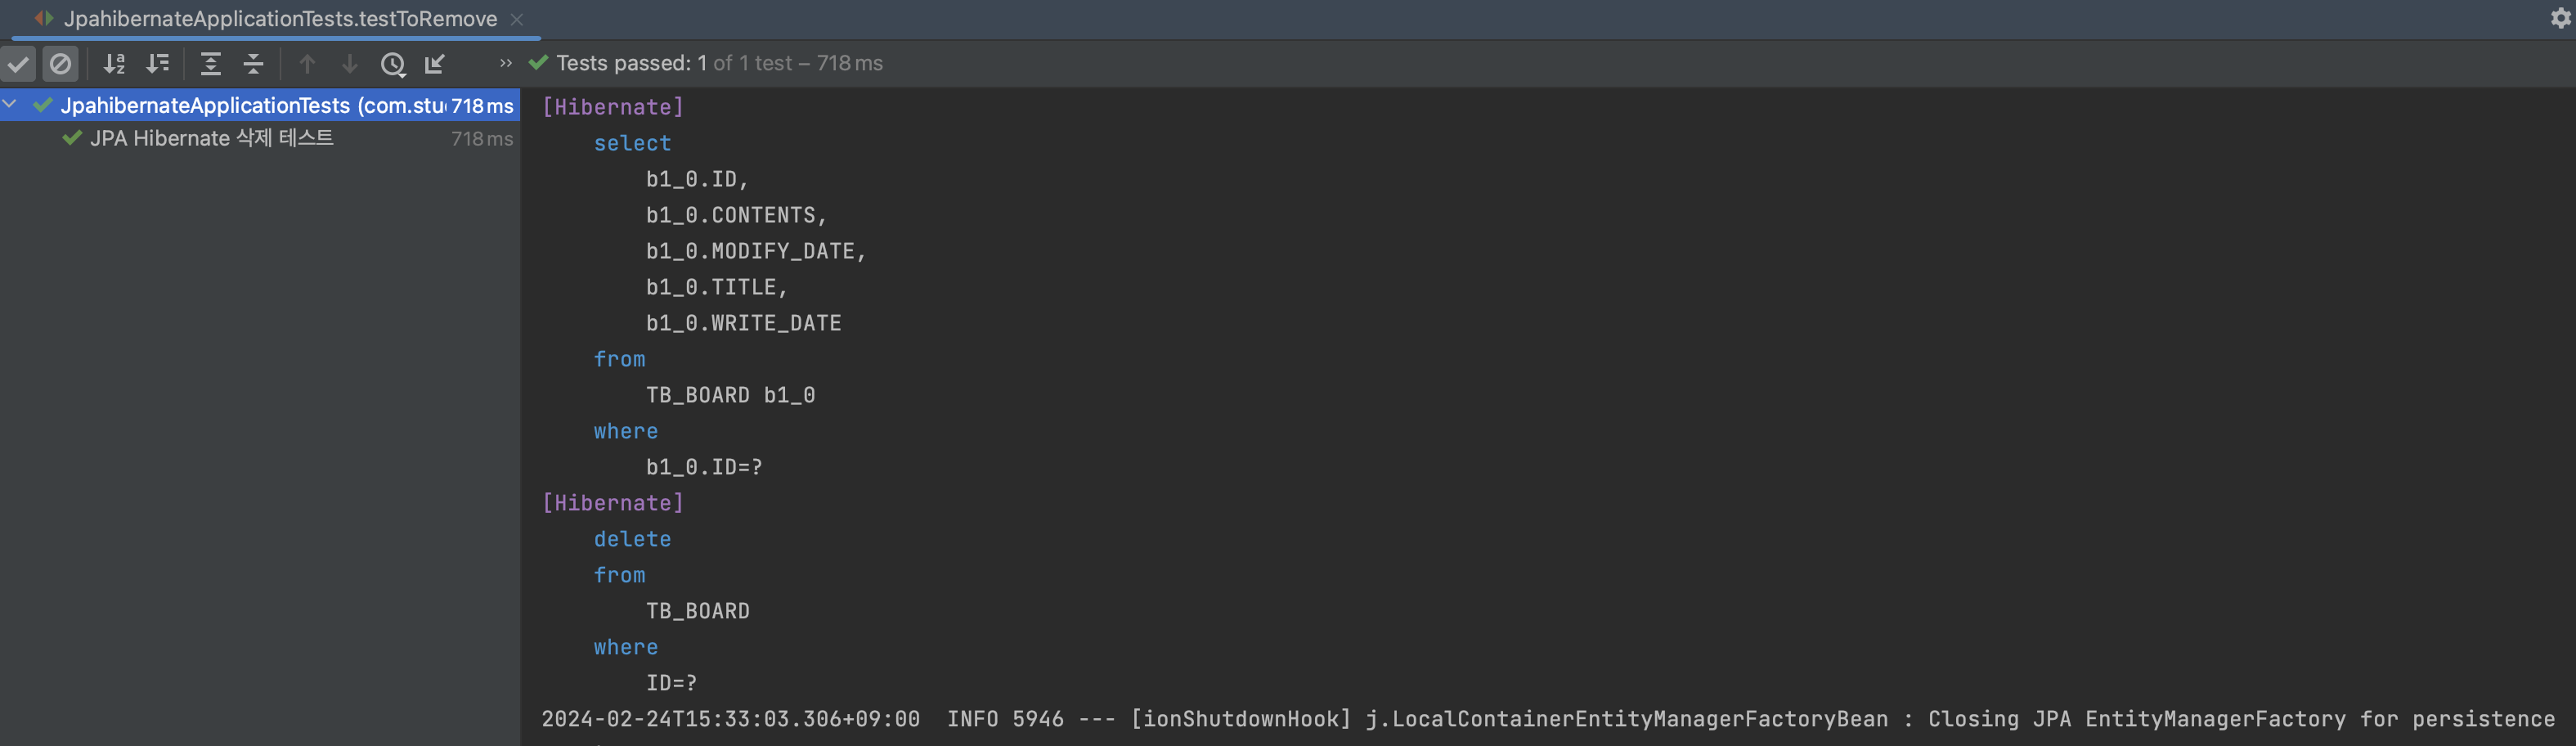 JpahibernateApplicationTests.testToRemove
Tests passed: 1 of 1 test – 718 ms
JpahibernateApplicationTests (com.stu 718 ms
JPA Hibernate 삭제 테스트 718 ms
[Hibernate]
select
b1_0.ID,
b1_0.CONTENTS,
b1_0.MODIFY_DATE,
b1_0.TITLE,
b1_0.WRITE_DATE
from
TB_BOARD b1_0
where
b1_0.ID=?
[Hibernate]
delete
from
TB_BOARD
where
ID=?
2024-02-24T15:33:03.306+09:00  INFO 5946 --- [ionShutdownHook] j.LocalContainerEntityManagerFactoryBean : Closing JPA EntityManagerFactory for persistence